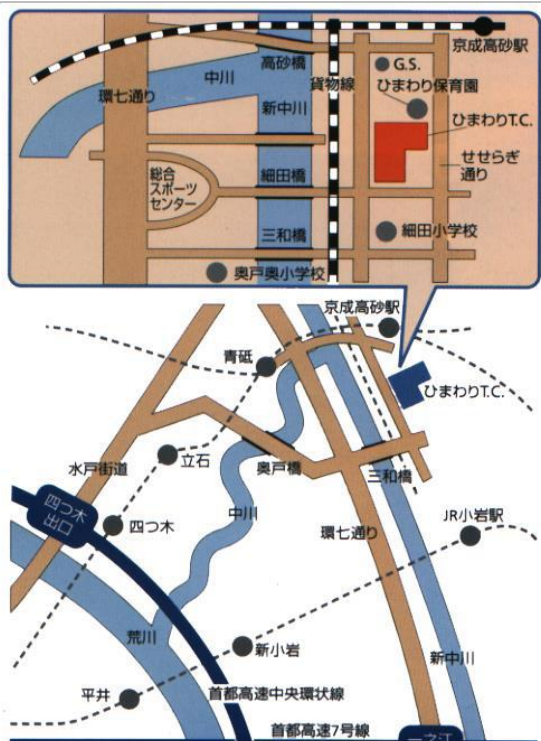 京成高砂駅
高砂橋
G.S.
中川
貨物線
ひまわり保育園
環七通り
新中川
ひまわりT.C.
せせらぎ
通り
総合
スポーツ
センター
細田橋
細田小学校
三和橋
奥戸奥小学校
京成高砂駅
青砥
ひまわりT.C.
立石
奥戸橋
三和橋
水戸街道
四つ木
出口
四つ木
中川
環七通り
JR小岩駅
荒川
新小岩
新中川
平井
首都高速中央環状線
首都高速7号線
一之江